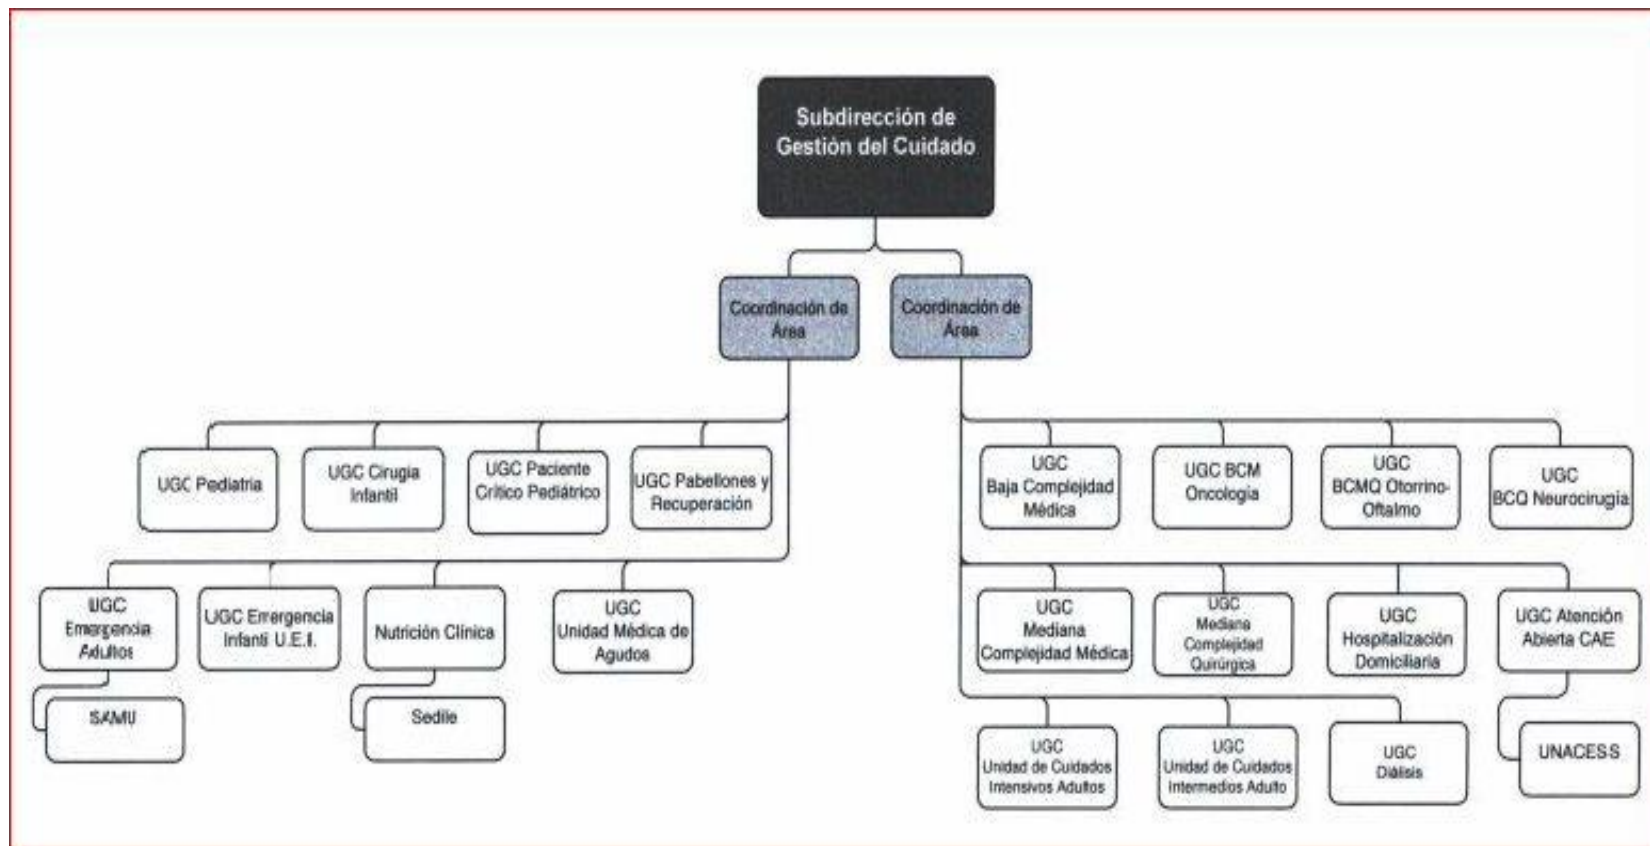 Subdirección de
Gestión del Cuidado
Coordinación de
Área
Coordinación de
Área
UGC Pediatria
UGC Cirugia
Infantil
UGC Paciente
Crítico Pediátrico
UGC Pabellones y
Recuperación
UGC
Baja Complejidad
Médica
UGC BCM
Oncología
UGC
BCMQ Otorrino-
Oftalmo
UGC
BCQ Neurocirugía
UGC
Emergencia
Adultos
UGC Emergencia
Infantil U.E.I.
Nutrición Clínica
UGC
Unidad Médica de
Agudos
UGC
Mediana
Complejidad Médica
UGC
Mediana
Complejidad
Quirúrgica
UGC
Hospitalización
Domiciliaria
UGC Atención
Abierta CAE
SAMU
Sedile
UGC
Unidad de Cuidados
Intensivos Adultos
UGC
Unidad de Cuidados
Intermedios Adulto
UGC
Diálisis
UNACESS